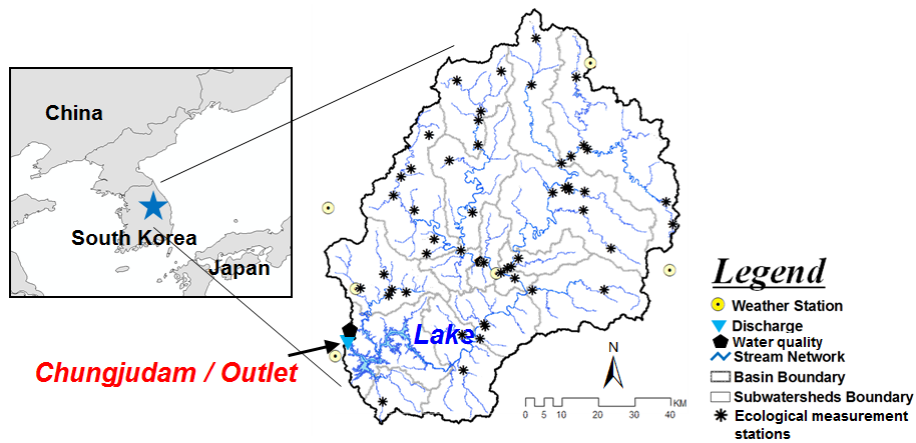 China
South Korea
Japan
Lake
Chungjudam / Outlet
N
KM
0 5 10 20 30 40
Legend
Weather Station
Discharge
Water quality
Stream Network
Basin Boundary
Subwatersheds Boundary
Ecological measurement
stations